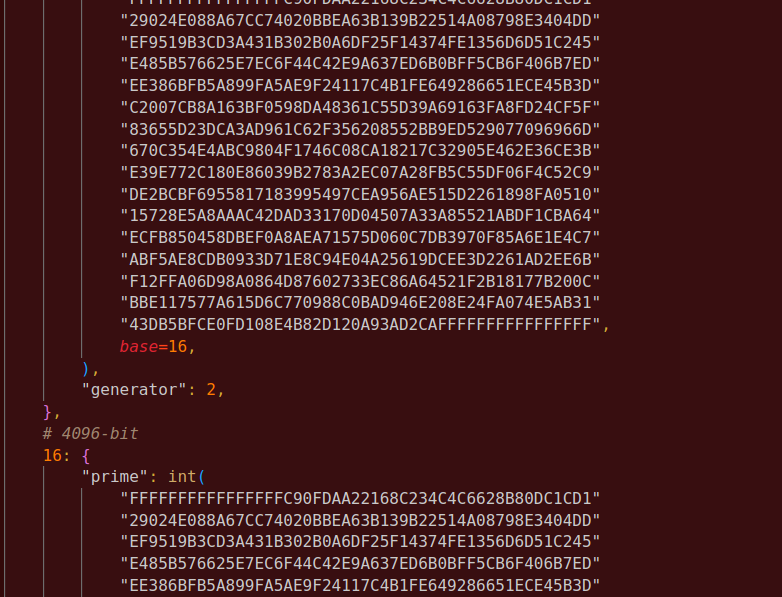 "FFFFFFFFFFFFFFFFC90FDAA22168C234C4C6628B80DC1CD1"
"29024E088A67CC74020BBEA63B139B22514A08798E3404DD"
"EF9519B3CD3A431B302B0A6DF25F14374FE1356D6D51C245"
"E485B576625E7EC6F44C42E9A637ED6B0BFF5CB6F406B7ED"
"EE386BFB5A899FA5AE9F24117C4B1FE649286651ECE45B3D"
"C2007CB8A163BF0598DA48361C55D39A69163FA8FD24CF5F"
"83655D23DCA3AD961C62F356208552BB9ED529077096966D"
"670C354E4ABC9804F1746C08CA18217C32905E462E36CE3B"
"E39E772C180E86039B2783A2EC07A28FB5C55DF06F4C52C9"
"DE2BCBF6955817183995497CEA956AE515D2261898FA0510"
"15728E5A8AAAC42DAD33170D04507A33A85521ABDF1CBA64"
"ECFB850458DBEF0A8AEA71575D060C7DB3970F85A6E1E4C7"
"ABF5AE8CDB0933D71E8C94E04A25619DCEE3D2261AD2EE6B"
"F12FFA06D98A0864D87602733EC86A64521F2B18177B200C"
"BBE117577A615D6C770988C0BAD946E208E24FA074E5AB31"
"43DB5BFCE0FD108E4B82D120A93AD2CAFFFFFFFFFFFFFFFF",
base=16,
),
"generator": 2,
},
# 4096-bit
16: {
"prime": int(
"FFFFFFFFFFFFFFFFC90FDAA22168C234C4C6628B80DC1CD1"
"29024E088A67CC74020BBEA63B139B22514A08798E3404DD"
"EF9519B3CD3A431B302B0A6DF25F14374FE1356D6D51C245"
"E485B576625E7EC6F44C42E9A637ED6B0BFF5CB6F406B7ED"
"EE386BFB5A899FA5AE9F24117C4B1FE649286651ECE45B3D"